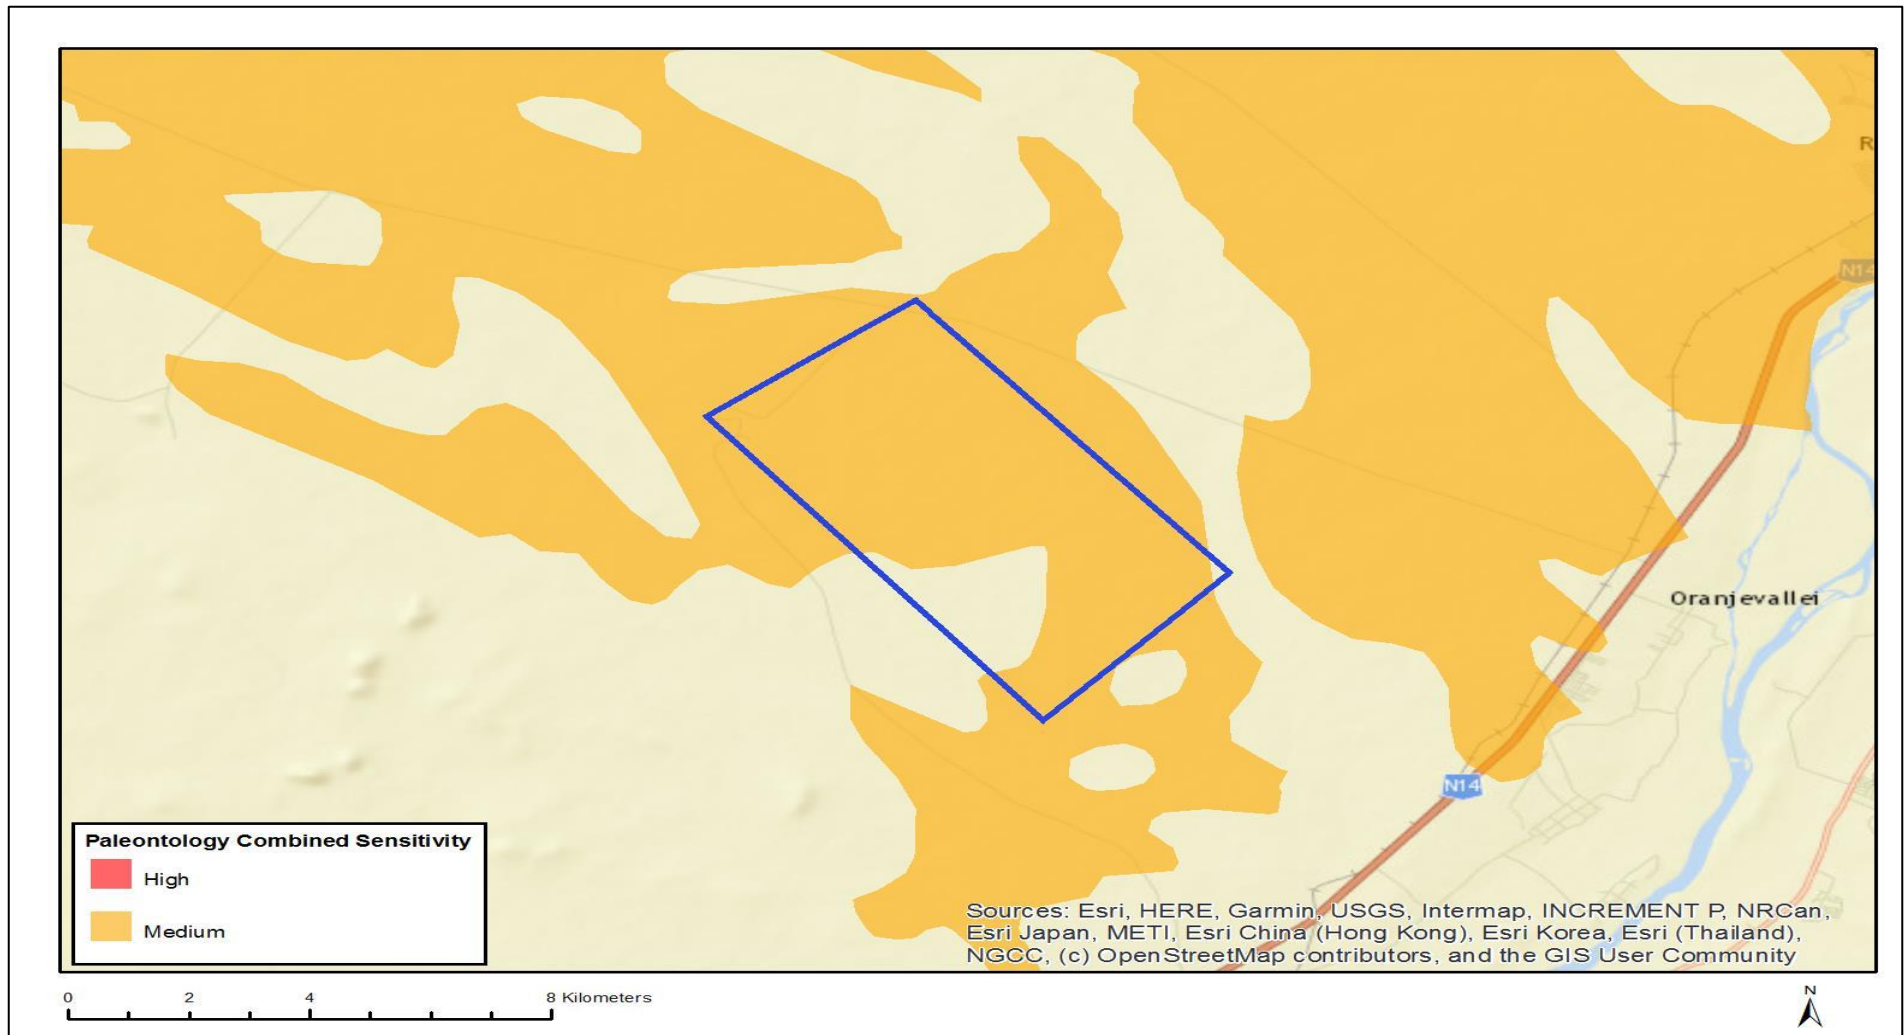 R
N14
Oranjevallei
N14
Paleontology Combined Sensitivity
High
Medium
Sources: Esri, HERE, Garmin, USGS, Intermap, INCREMENT P, NRCan,
Esri Japan, METI, Esri China (Hong Kong), Esri Korea, Esri (Thailand),
NGCC, (c) OpenStreetMap contributors, and the GIS User Community
0 2 4 8 Kilometers
N